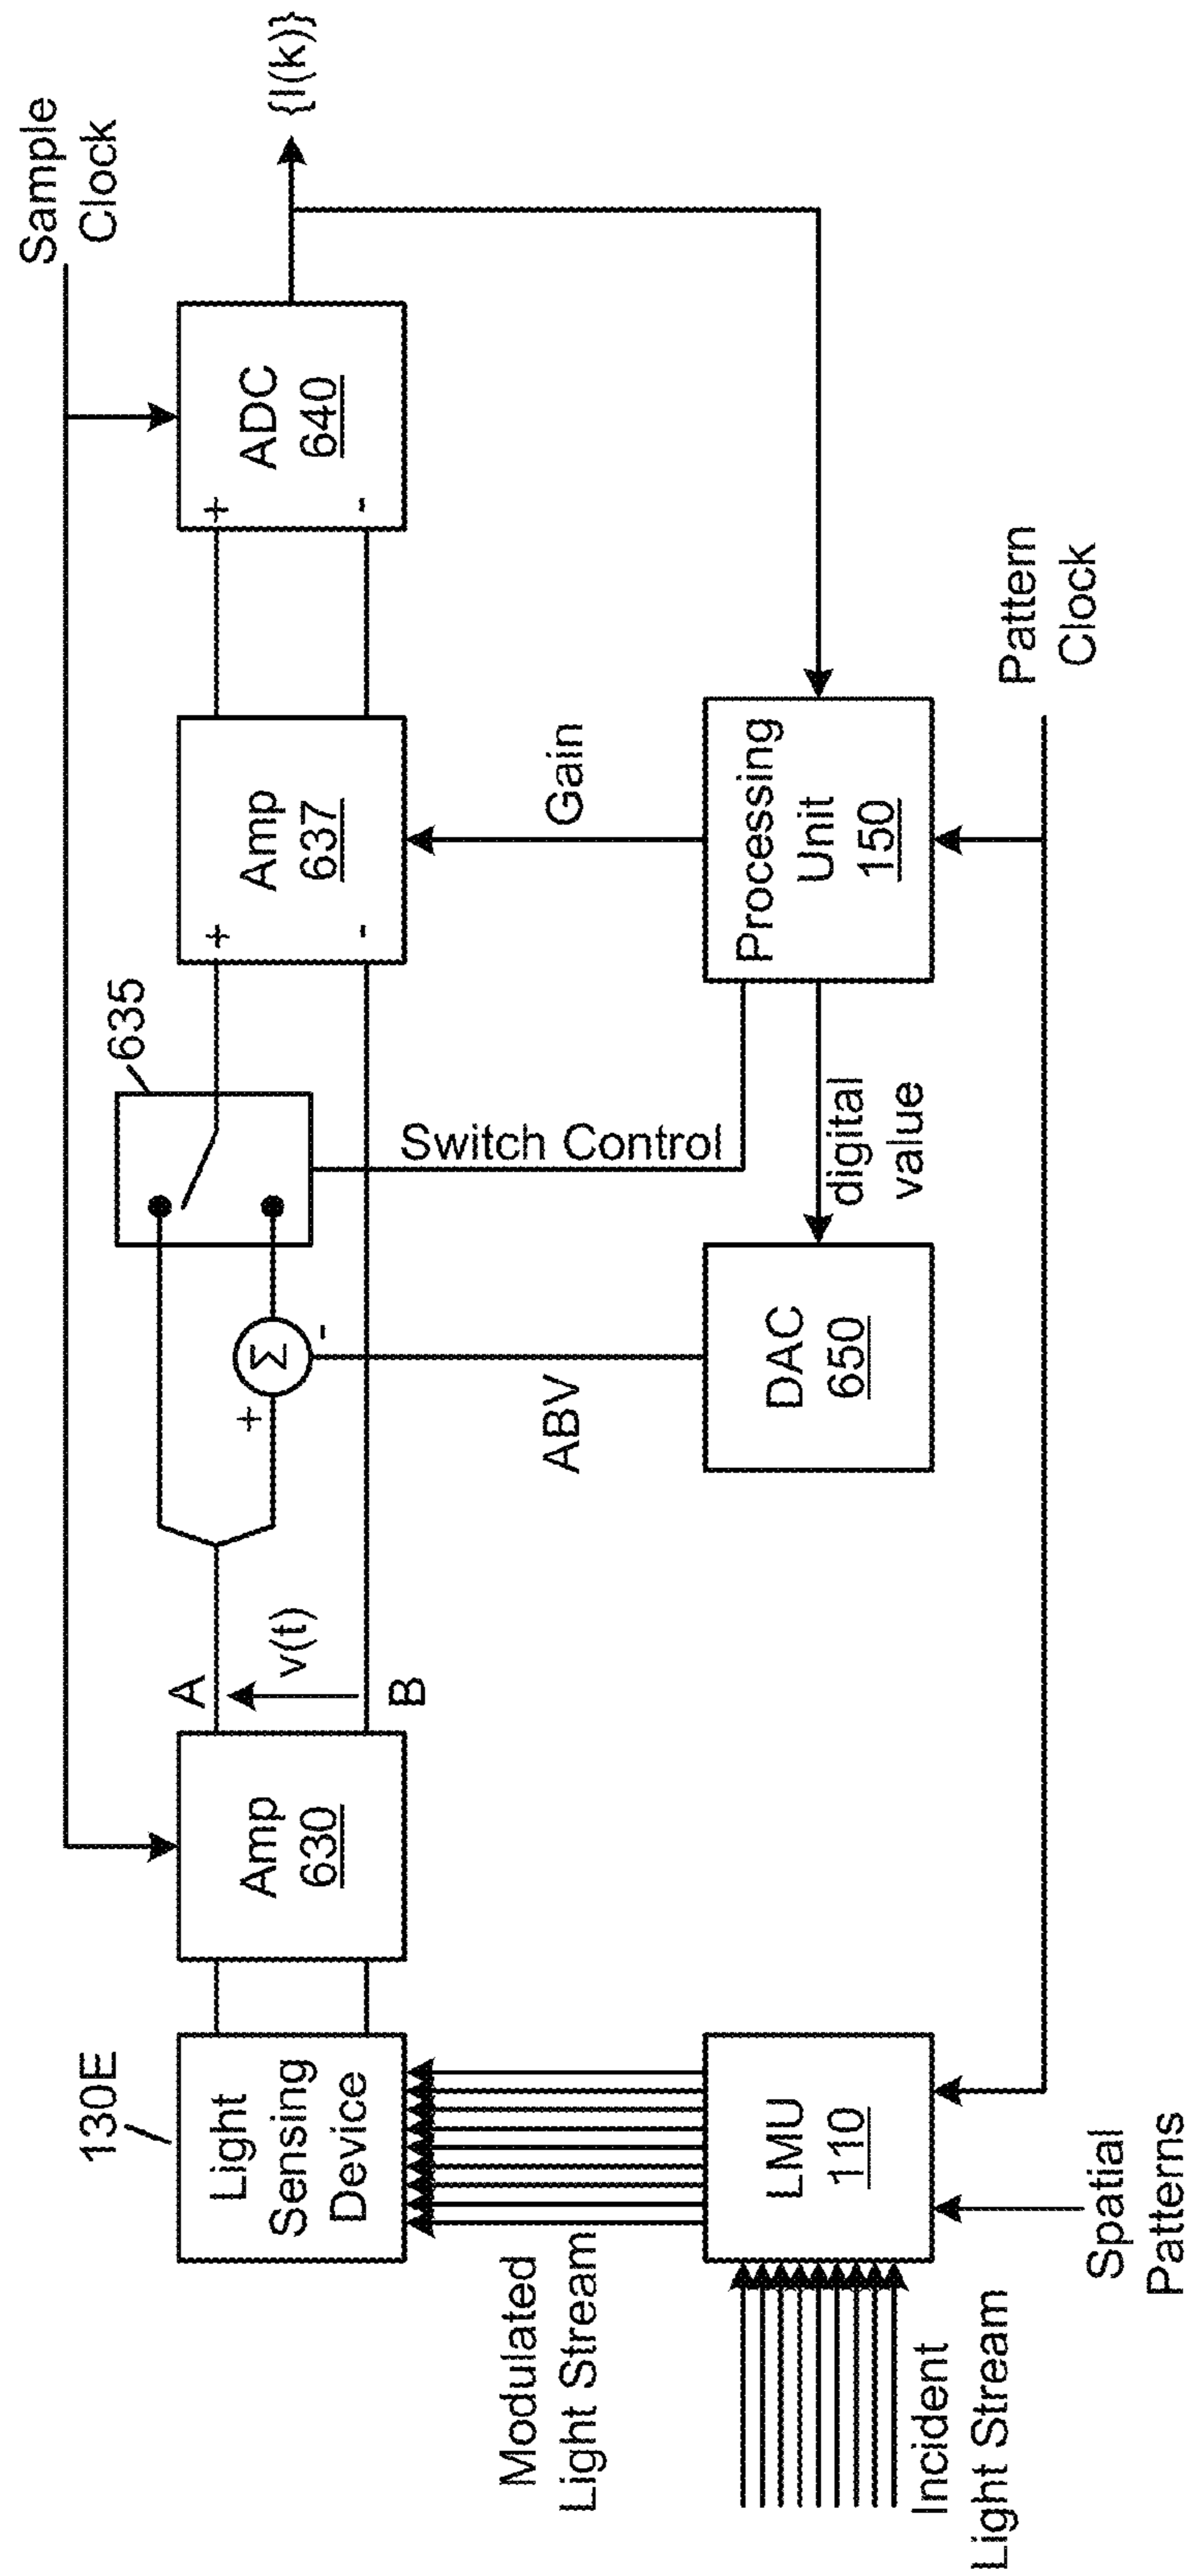 Sample
Clock
130E
635
A
v(t)
B
Light
Sensing
Device
Amp
630
+
Σ
-
+
-
Amp
637
+
-
ADC
640
{I(k)}
Modulated
Light Stream
ABV
Switch Control
Gain
LMU
110
DAC
650
digital
value
Processing
Unit
150
Incident
Light Stream
Spatial
Patterns
Pattern
Clock